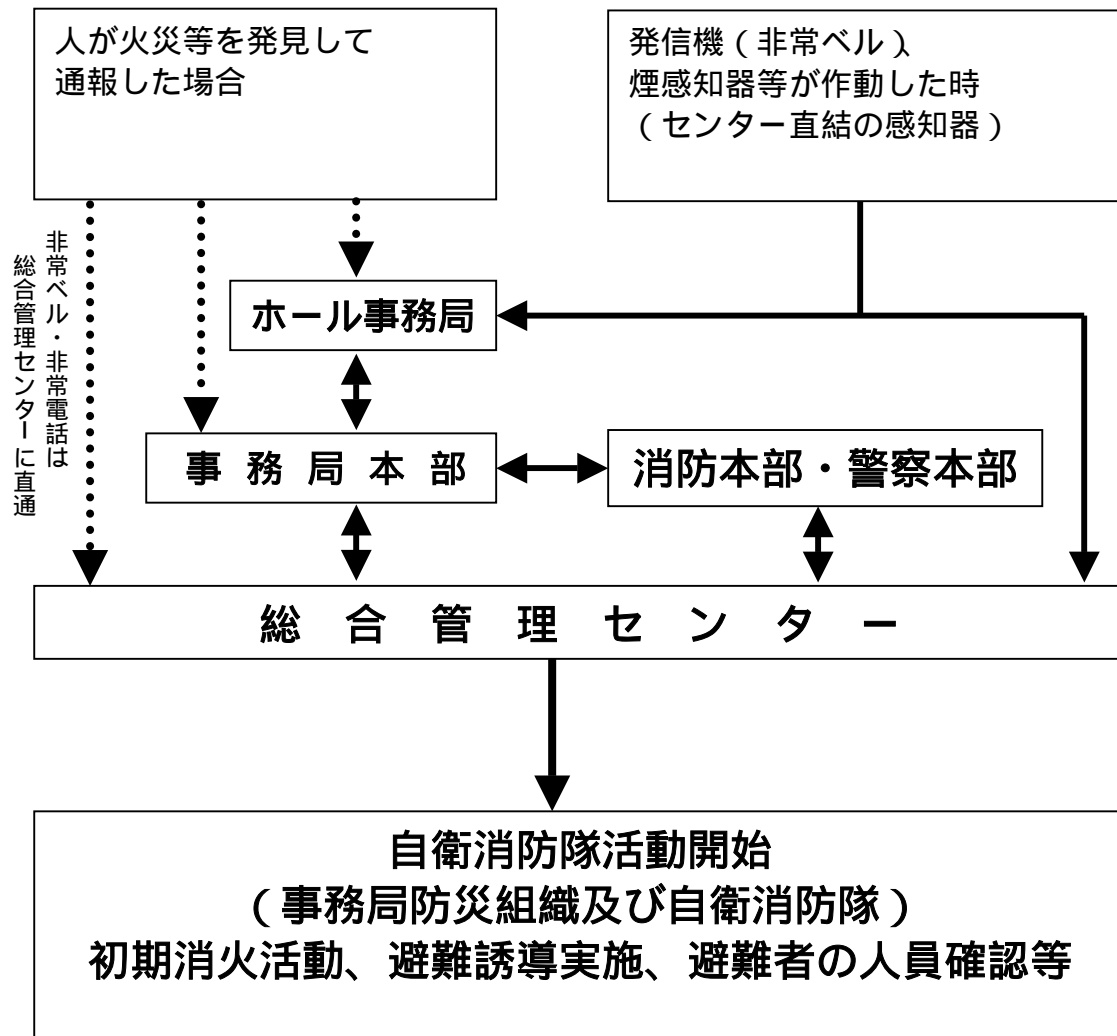 人が火災等を発見して
通報した場合
発信機（非常ベル）、
煙感知器等が作動した時
（センター直結の感知器）
非常ベル・非常電話は
総合管理センターに直通
ホール事務局
事務局本部
消防本部・警察本部
総合管理センター
自衛消防隊活動開始
（事務局防災組織及び自衛消防隊）
初期消火活動、避難誘導実施、避難者の人員確認等